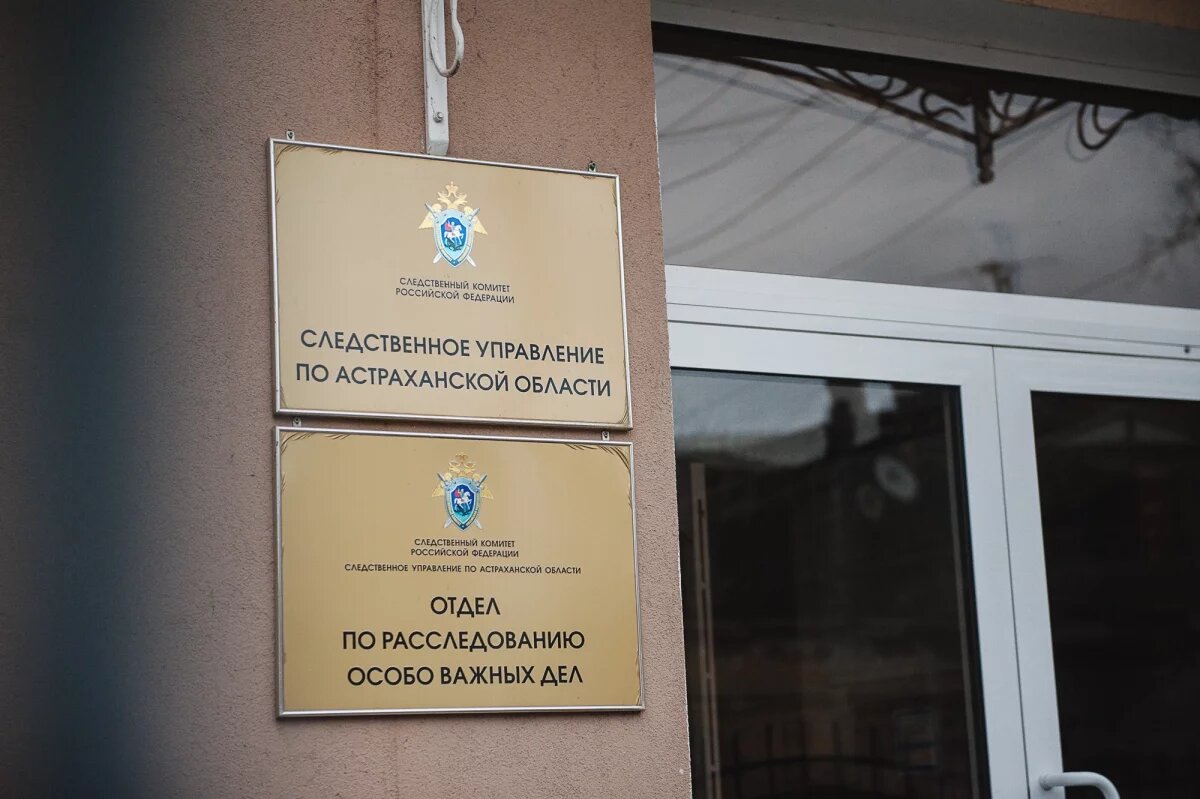 СЛЕДСТВЕННЫЙ КОМИТЕТ
РОССИЙСКОЙ ФЕДЕРАЦИИ
СЛЕДСТВЕННОЕ УПРАВЛЕНИЕ
ПО АСТРАХАНСКОЙ ОБЛАСТИ
СЛЕДСТВЕННЫЙ КОМИТЕТ
РОССИЙСКОЙ ФЕДЕРАЦИИ
СЛЕДСТВЕННОЕ УПРАВЛЕНИЕ ПО АСТРАХАНСКОЙ ОБЛАСТИ
ОТДЕЛ
ПО РАССЛЕДОВАНИЮ
ОСОБО ВАЖНЫХ ДЕЛ